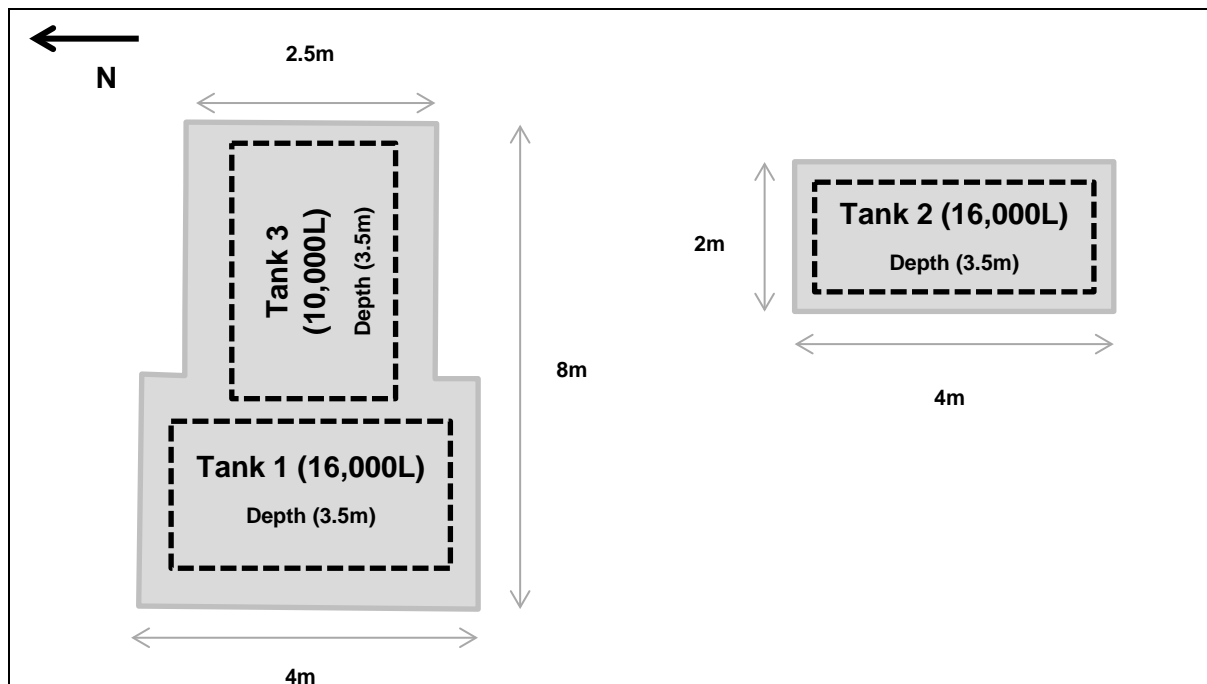 N
2.5m
Tank 3
(10,000L)
Depth (3.5m)
8m
Tank 1 (16,000L)
Depth (3.5m)
4m
Tank 2 (16,000L)
Depth (3.5m)
2m
4m